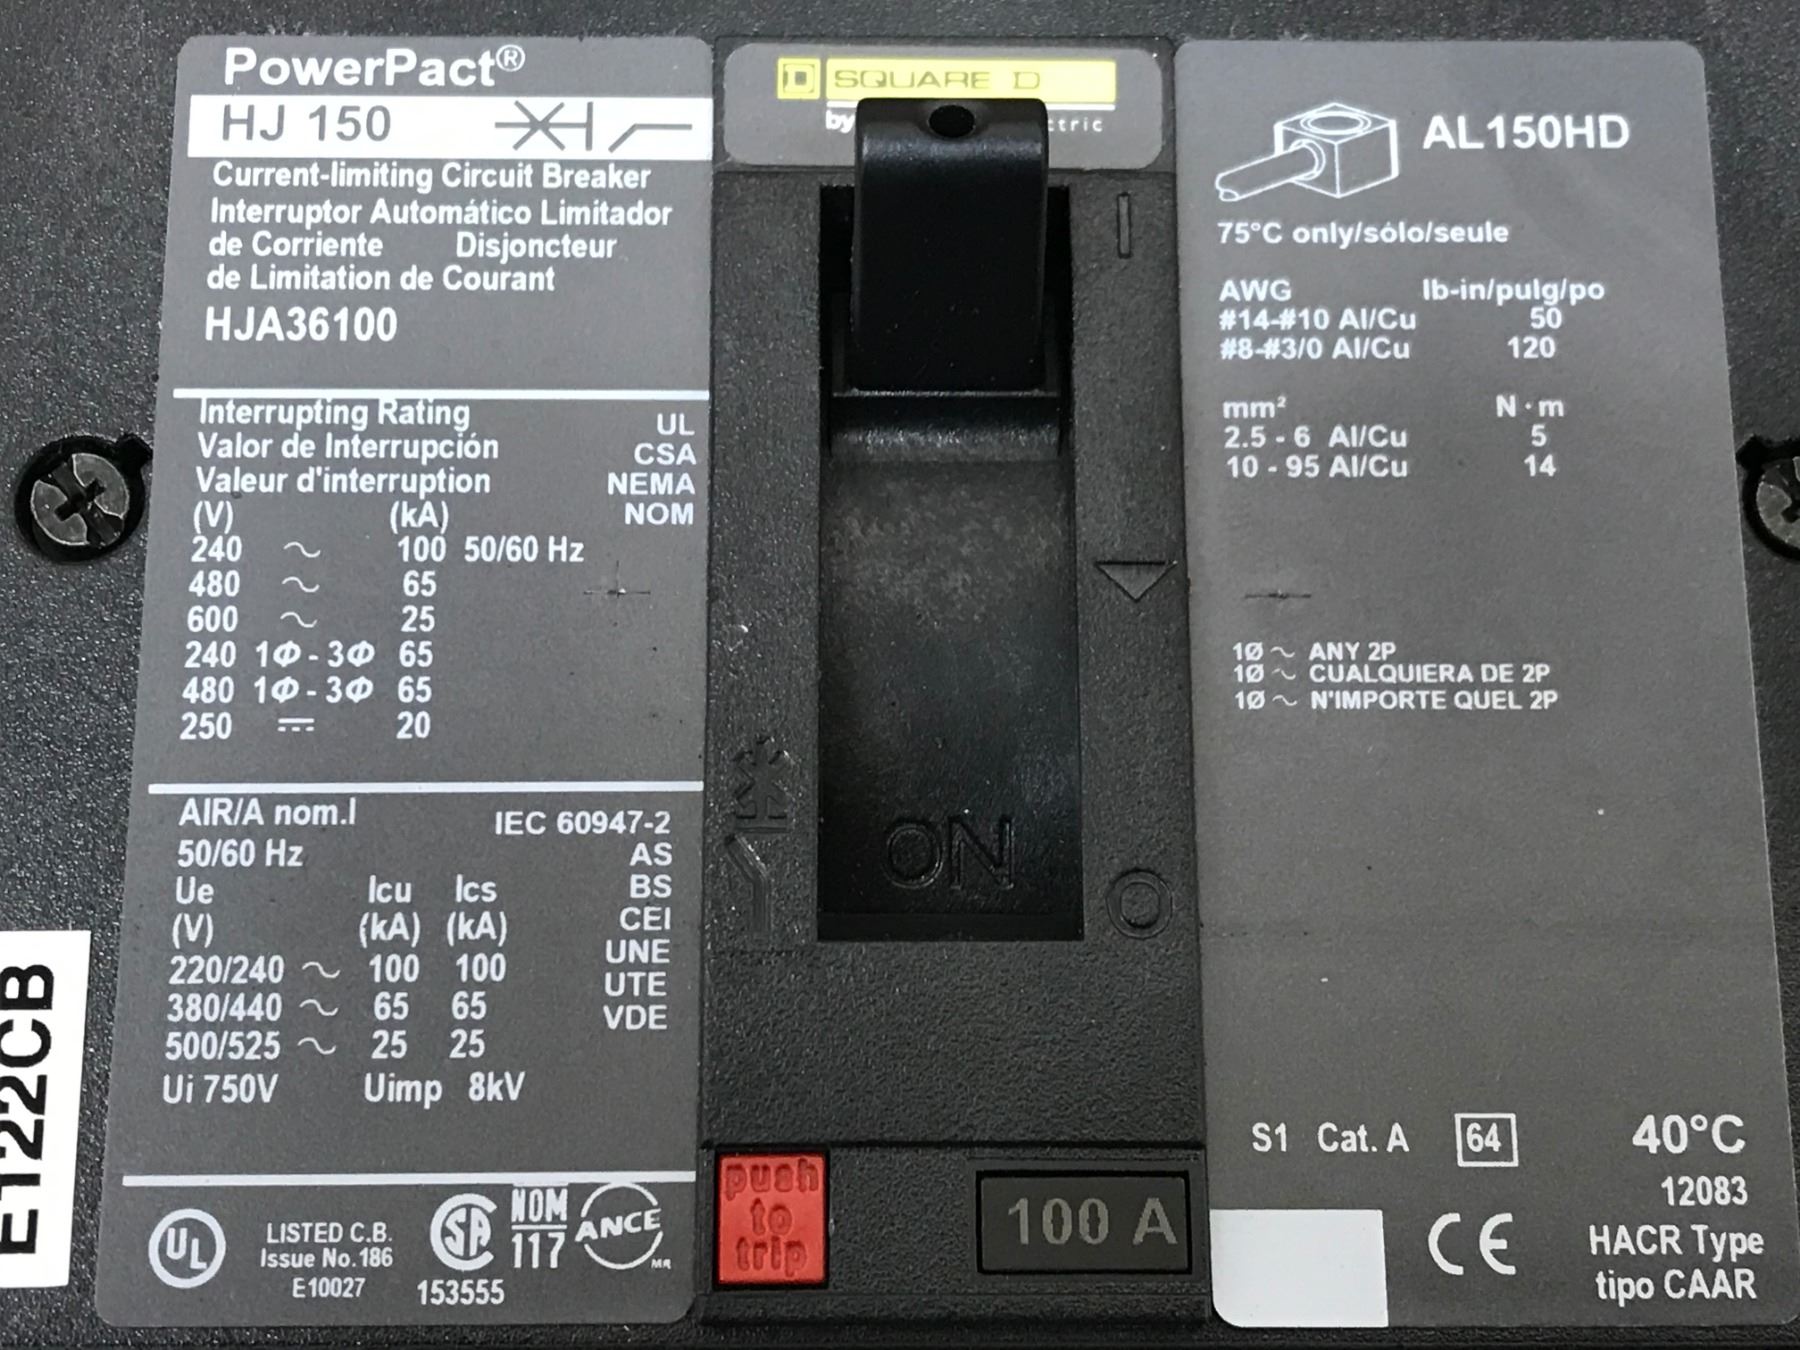 PowerPact®
HJ 150
Current-limiting Circuit Breaker
Interruptor Automático Limitador
de Corriente Disjoncteur
de Limitation de Courant
HJA36100
Interrupting Rating
Valor de Interrupción
Valeur d'interruption
UL
CSA
NEMA
NOM
(V) (kA)
240 ~ 100 50/60 Hz
480 ~ 65
600 ~ 25
240 1Φ - 3Φ 65
480 1Φ - 3Φ 65
250 ⎓ 20
AIR/A nom.I
50/60 Hz
IEC 60947-2
AS
BS
CEI
UNE
UTE
VDE
Ue Icu Ics
(V) (kA) (kA)
220/240 ~ 100 100
380/440 ~ 65 65
500/525 ~ 25 25
Ui 750V Uimp 8kV
UL
LISTED C.B.
Issue No.186
E10027
SA
153555
NOM
117
ANCE
MR
E122CB
D SQUARE D
by
ctric
I
ON
O
push
to
trip
100 A
AL150HD
75°C only/sólo/seule
AWG lb-in/pulg/po
#14-#10 Al/Cu 50
#8-#3/0 Al/Cu 120
mm² N·m
2.5 - 6 Al/Cu 5
10 - 95 Al/Cu 14
1Ø ~ ANY 2P
1Ø ~ CUALQUIERA DE 2P
1Ø ~ N'IMPORTE QUEL 2P
S1 Cat. A 64 40°C
12083
CE
HACR Type
tipo CAAR